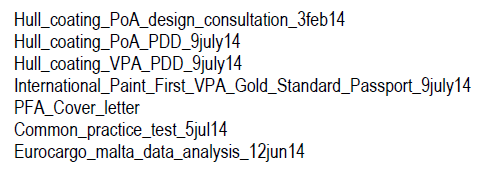 Hull_coating_PoA_design_consultation_3feb14
Hull_coating_PoA_PDD_9july14
Hull_coating_VPA_PDD_9july14
International_Paint_First_VPA_Gold_Standard_Passport_9july14
PFA_Cover_letter
Common_practice_test_5jul14
Eurocargo_malta_data_analysis_12jun14